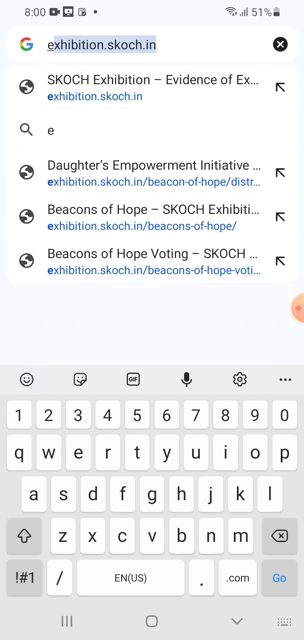 8:00 51%
exhibition.skoch.in
SKOCH Exhibition – Evidence of Ex...
exhibition.skoch.in
e
Daughter's Empowerment Initiative ...
exhibition.skoch.in/beacon-of-hope/distr...
Beacons of Hope – SKOCH Exhibiti...
exhibition.skoch.in/beacons-of-hope/
Beacons of Hope Voting – SKOCH ...
exhibition.skoch.in/beacons-of-hope-voti...
GIF
1 2 3 4 5 6 7 8 9 0
q w e r t y u i o p
a s d f g h j k l
z x c v b n m
!#1 / EN(US) . .com Go